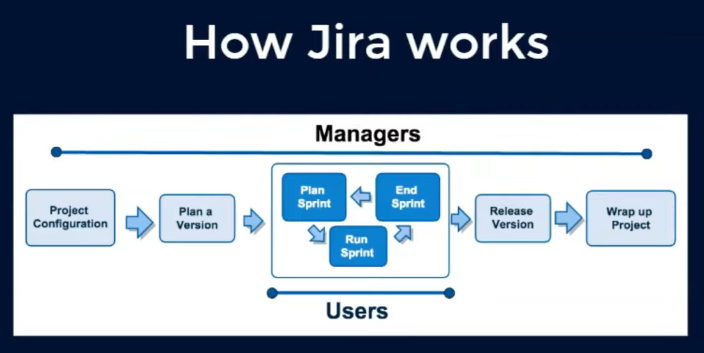 How Jira works
Managers
Project
Configuration
Plan a
Version
Plan
Sprint
End
Sprint
Run
Sprint
Release
Version
Wrap up
Project
Users